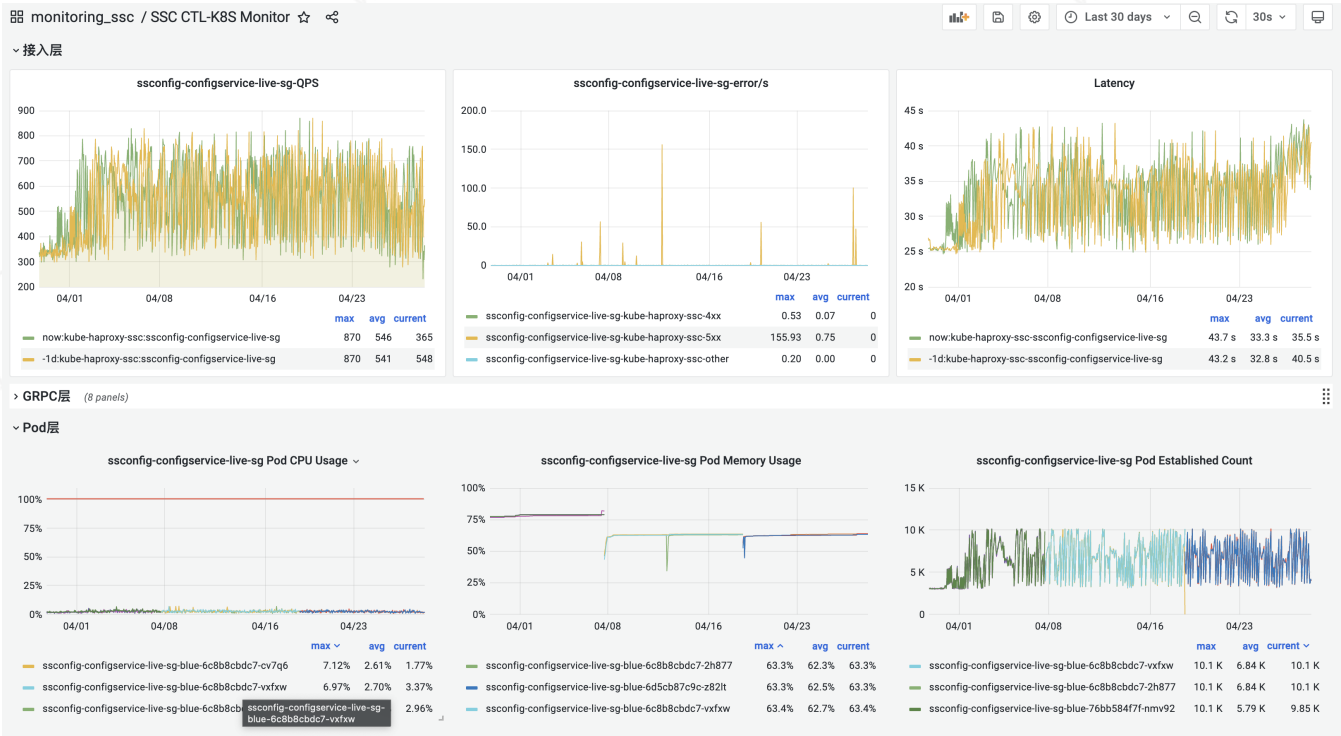 monitoring_ssc / SSC CTL-K8S Monitor
Last 30 days
30s
接入层
ssconfig-configservice-live-sg-QPS
900
800
700
600
500
400
300
200
04/01 04/08 04/16 04/23
max avg current
now:kube-haproxy-ssc:ssconfig-configservice-live-sg 870 546 365
-1d:kube-haproxy-ssc:ssconfig-configservice-live-sg 870 541 548
ssconfig-configservice-live-sg-error/s
200.0
150.0
100.0
50.0
0
04/01 04/08 04/16 04/23
max avg current
ssconfig-configservice-live-sg-kube-haproxy-ssc-4xx 0.53 0.07 0
ssconfig-configservice-live-sg-kube-haproxy-ssc-5xx 155.93 0.75 0
ssconfig-configservice-live-sg-kube-haproxy-ssc-other 0.20 0.00 0
Latency
45 s
40 s
35 s
30 s
25 s
20 s
04/01 04/08 04/16 04/23
max avg current
now:kube-haproxy-ssc-ssconfig-configservice-live-sg 43.7 s 33.3 s 35.5 s
-1d:kube-haproxy-ssc-ssconfig-configservice-live-sg 43.2 s 32.8 s 40.5 s
GRPC层 (8 panels)
Pod层
ssconfig-configservice-live-sg Pod CPU Usage
100%
75%
50%
25%
0%
04/01 04/08 04/16 04/23
max avg current
ssconfig-configservice-live-sg-blue-6c8b8cbdc7-cv7q6 7.12% 2.61% 1.77%
ssconfig-configservice-live-sg-blue-6c8b8cbdc7-vxfxw 6.97% 2.70% 3.37%
ssconfig-configservice-live-sg-blue-6c8b8cb 2.96%
ssconfig-configservice-live-sg-
blue-6c8b8cbdc7-vxfxw
ssconfig-configservice-live-sg Pod Memory Usage
100%
75%
50%
25%
0%
04/01 04/08 04/16 04/23
max avg current
ssconfig-configservice-live-sg-blue-6c8b8cbdc7-2h877 63.3% 62.3% 63.3%
ssconfig-configservice-live-sg-blue-6d5cb87c9c-z82lt 63.3% 62.5% 63.3%
ssconfig-configservice-live-sg-blue-6c8b8cbdc7-vxfxw 63.4% 62.7% 63.4%
ssconfig-configservice-live-sg Pod Established Count
15 K
10 K
5 K
0
04/01 04/08 04/16 04/23
max avg current
ssconfig-configservice-live-sg-blue-6c8b8cbdc7-vxfxw 10.1 K 6.84 K 10.1 K
ssconfig-configservice-live-sg-blue-6c8b8cbdc7-2h877 10.1 K 6.84 K 10.1 K
ssconfig-configservice-live-sg-blue-76bb584f7f-nmv92 10.1 K 5.79 K 9.85 K